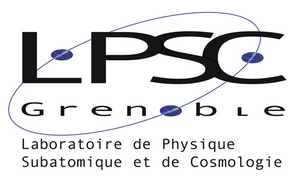 LPSC
Grenoble
Laboratoire de Physique
Subatomique et de Cosmologie